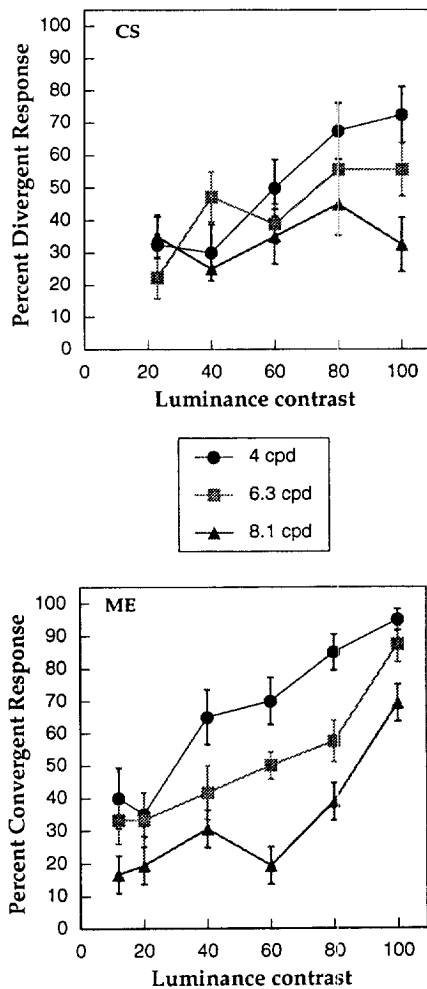 CS
Percent Divergent Response
100
90
80
70
60
50
40
30
20
10
0
0 20 40 60 80 100
Luminance contrast
4 cpd
6.3 cpd
8.1 cpd
ME
Percent Convergent Response
100
90
80
70
60
50
40
30
20
10
0
0 20 40 60 80 100
Luminance contrast